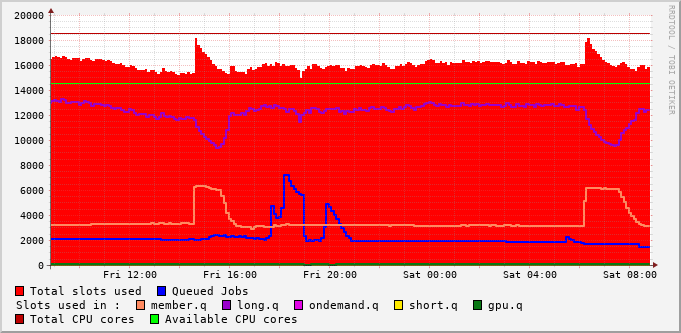 20000
18000
16000
14000
12000
10000
8000
6000
4000
2000
0
Fri 12:00 Fri 16:00 Fri 20:00 Sat 00:00 Sat 04:00 Sat 08:00
RRDTOOL / TOBI OETIKER
Total slots used Queued Jobs
Slots used in : member.q long.q ondemand.q short.q gpu.q
Total CPU cores Available CPU cores